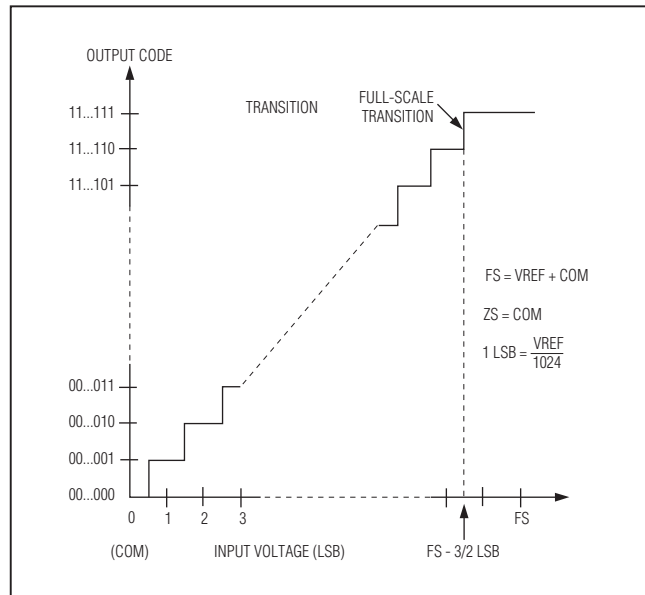 OUTPUT CODE
11...111
11...110
11...101
TRANSITION
FULL-SCALE
TRANSITION
FS = VREF + COM
ZS = COM
1 LSB = VREF
1024
00...011
00...010
00...001
00...000
0 1 2 3 FS
(COM) INPUT VOLTAGE (LSB) FS - 3/2 LSB